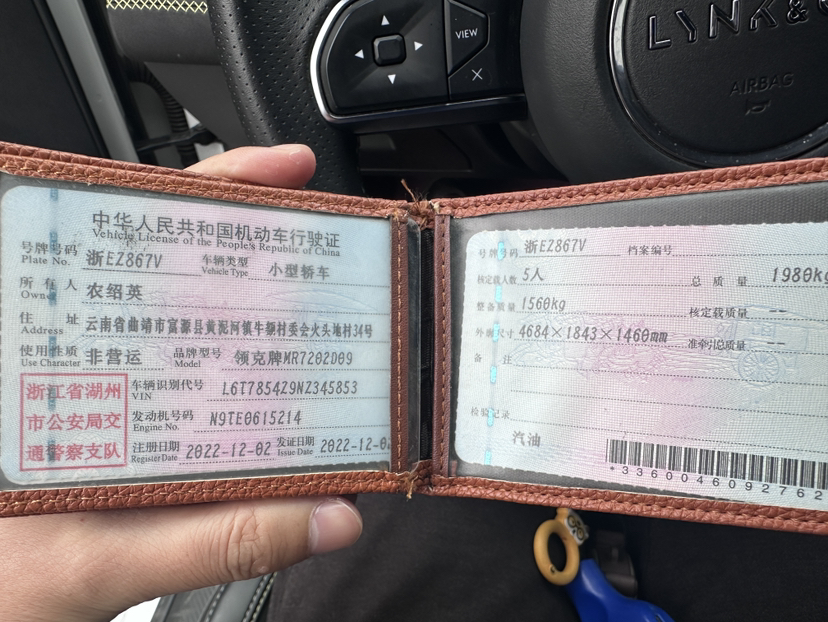 VIEW
LYNK & C
AIRBAG
中华人民共和国机动车行驶证
Vehicle License of the People's Republic of China
号牌号码 浙EZ867V 车辆类型 小型轿车
Plate No. Vehicle Type
所有人 农绍英
Owner
住址 云南省曲靖市富源县黄泥河镇牛额村委会火头地村34号
Address
使用性质 非营运 品牌型号 领克牌MR7202D09
Use Character Model
浙江省湖州
市公安局交
通警察支队
车辆识别代号 L6T7854Z9NZ345853
VIN
发动机号码 N9TE0615214
Engine No.
注册日期 2022-12-02 发证日期 2022-12-02
Register Date Issue Date
号牌号码 浙EZ867V 档案编号
核定载人数 5人 总质量 1980kg
整备质量 1560kg 核定载质量 --
外廓尺寸 4684×1843×1460mm 准牵引总质量 --
备注
检验记录
汽油
*3360046092762